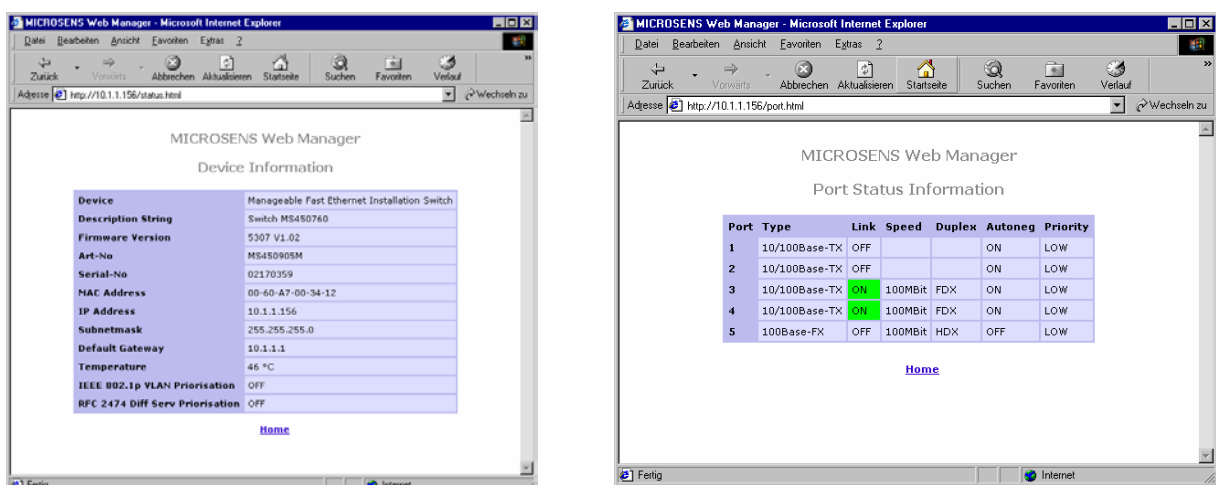 MICROSENS Web Manager - Microsoft Internet Explorer
Datei Bearbeiten Ansicht Favoriten Extras ?
Zurück Vorwärts Abbrechen Aktualisieren Startseite Suchen Favoriten Verlauf »
Adresse http://10.1.1.156/status.html Wechseln zu
MICROSENS Web Manager
Device Information
Device Manageable Fast Ethernet Installation Switch
Description String Switch MS450760
Firmware Version 5307 V1.02
Art-No MS450905M
Serial-No 02170359
MAC Address 00-60-A7-00-34-12
IP Address 10.1.1.156
Subnetmask 255.255.255.0
Default Gateway 10.1.1.1
Temperature 46 °C
IEEE 802.1p VLAN Priorisation OFF
RFC 2474 Diff Serv Priorisation OFF
Home
Fertig Internet
MICROSENS Web Manager - Microsoft Internet Explorer
Datei Bearbeiten Ansicht Favoriten Extras ?
Zurück Vorwärts Abbrechen Aktualisieren Startseite Suchen Favoriten Verlauf »
Adresse http://10.1.1.156/port.html Wechseln zu
MICROSENS Web Manager
Port Status Information
Port Type Link Speed Duplex Autoneg Priority
1 10/100Base-TX OFF ON LOW
2 10/100Base-TX OFF ON LOW
3 10/100Base-TX ON 100MBit FDX ON LOW
4 10/100Base-TX ON 100MBit FDX ON LOW
5 100Base-FX OFF 100MBit HDX OFF LOW
Home
Fertig Internet